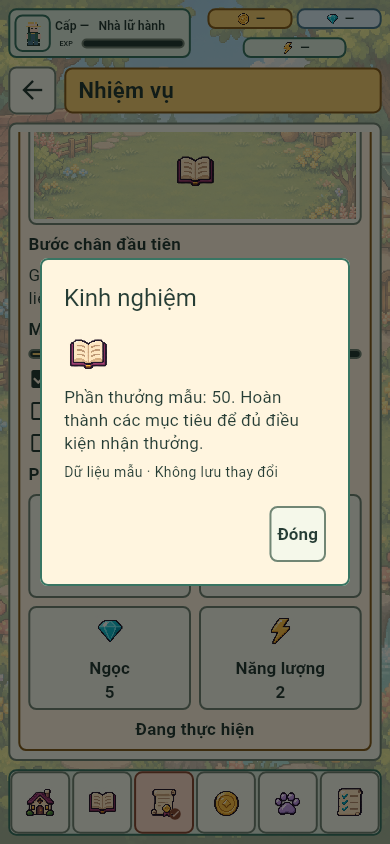 Cấp — Nhà lữ hành
EXP
—
—
—
Nhiệm vụ
Bước chân đầu tiên
Kinh nghiệm
Phần thưởng mẫu: 50. Hoàn
thành các mục tiêu để đủ điều
kiện nhận thưởng.
Dữ liệu mẫu · Không lưu thay đổi
Đóng
Ngọc
5
Năng lượng
2
Đang thực hiện